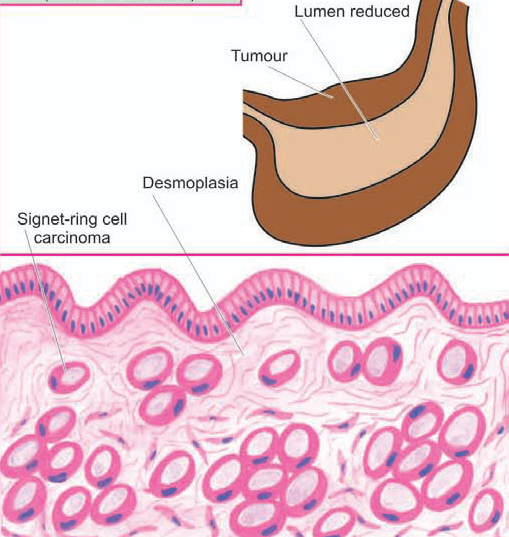 Lumen reduced
Tumour
Desmoplasia
Signet-ring cell
carcinoma